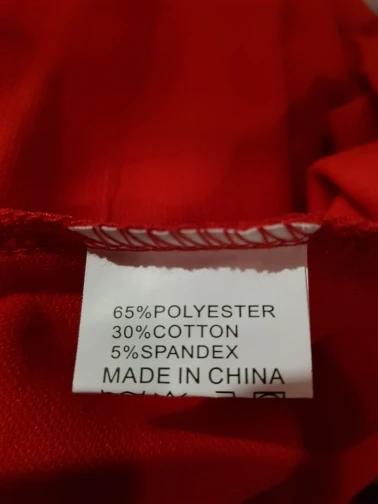 65%POLYESTER
30%COTTON
5%SPANDEX
MADE IN CHINA